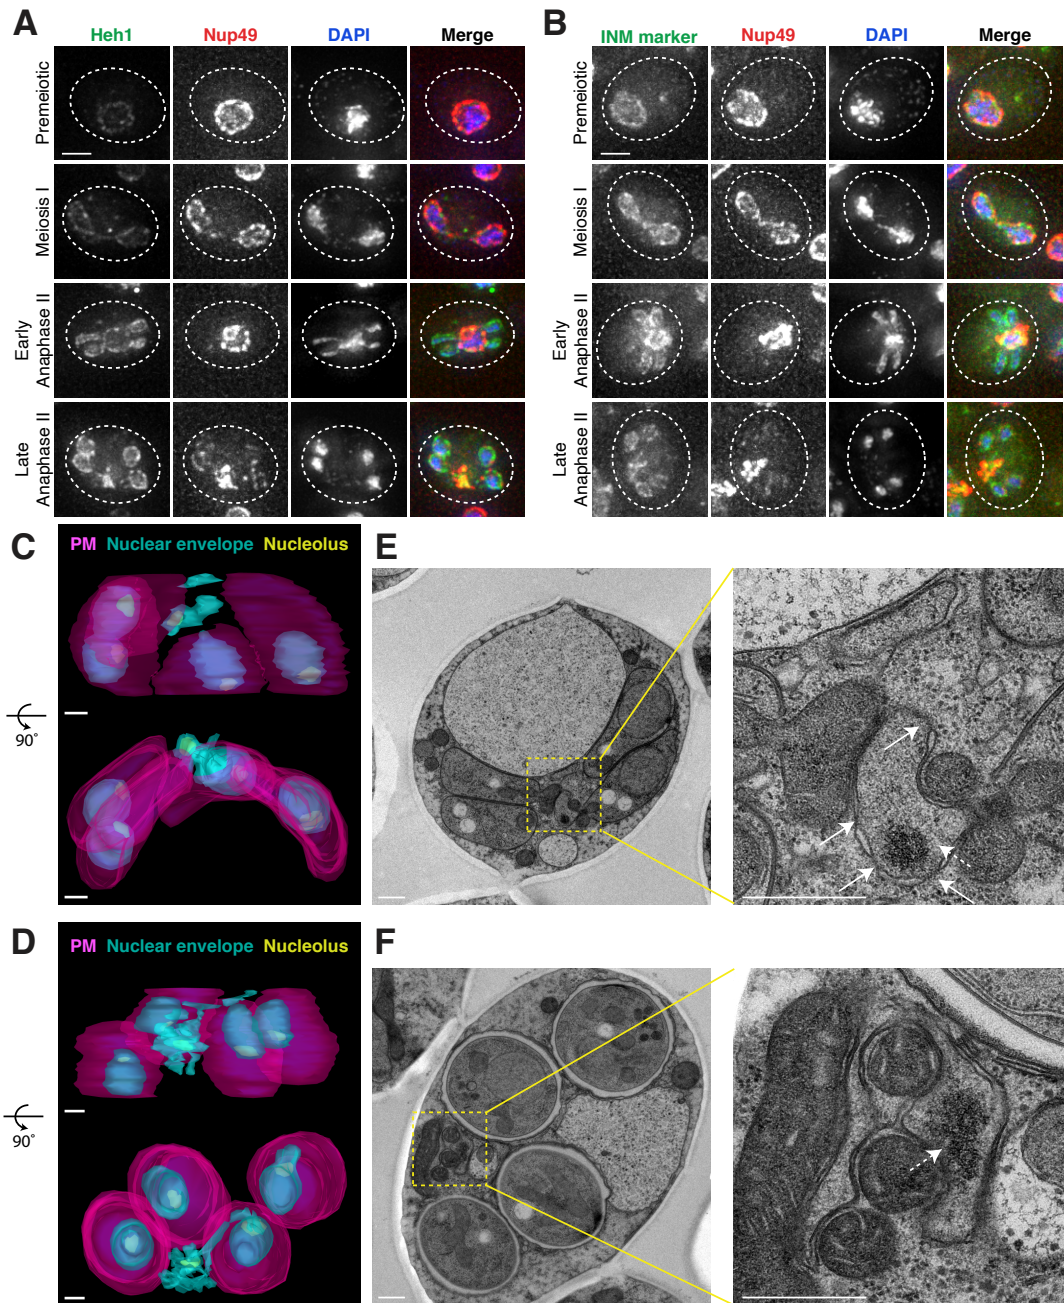 A
Heh1 Nup49 DAPI Merge
Premeiotic
Meiosis I
Early
Anaphase II
Late
Anaphase II
B
INM marker Nup49 DAPI Merge
Premeiotic
Meiosis I
Early
Anaphase II
Late
Anaphase II
C
PM Nuclear envelope Nucleolus
90°
D
PM Nuclear envelope Nucleolus
90°
E
F